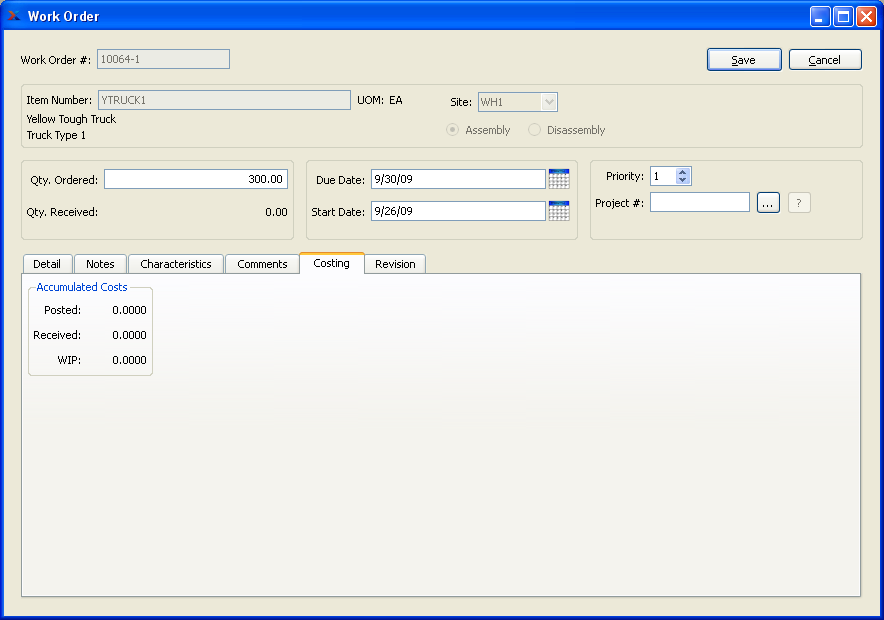 Work Order
Work Order #: 10064-1 Save Cancel
Item Number: YTRUCK1 UOM: EA Site: WH1
Yellow Tough Truck
Assembly Disassembly
Truck Type 1
Qty. Ordered: 300.00 Due Date: 9/30/09 Priority: 1
Project #: ... ?
Qty. Received: 0.00 Start Date: 9/26/09
Detail Notes Characteristics Comments Costing Revision
Accumulated Costs
Posted: 0.0000
Received: 0.0000
WIP: 0.0000